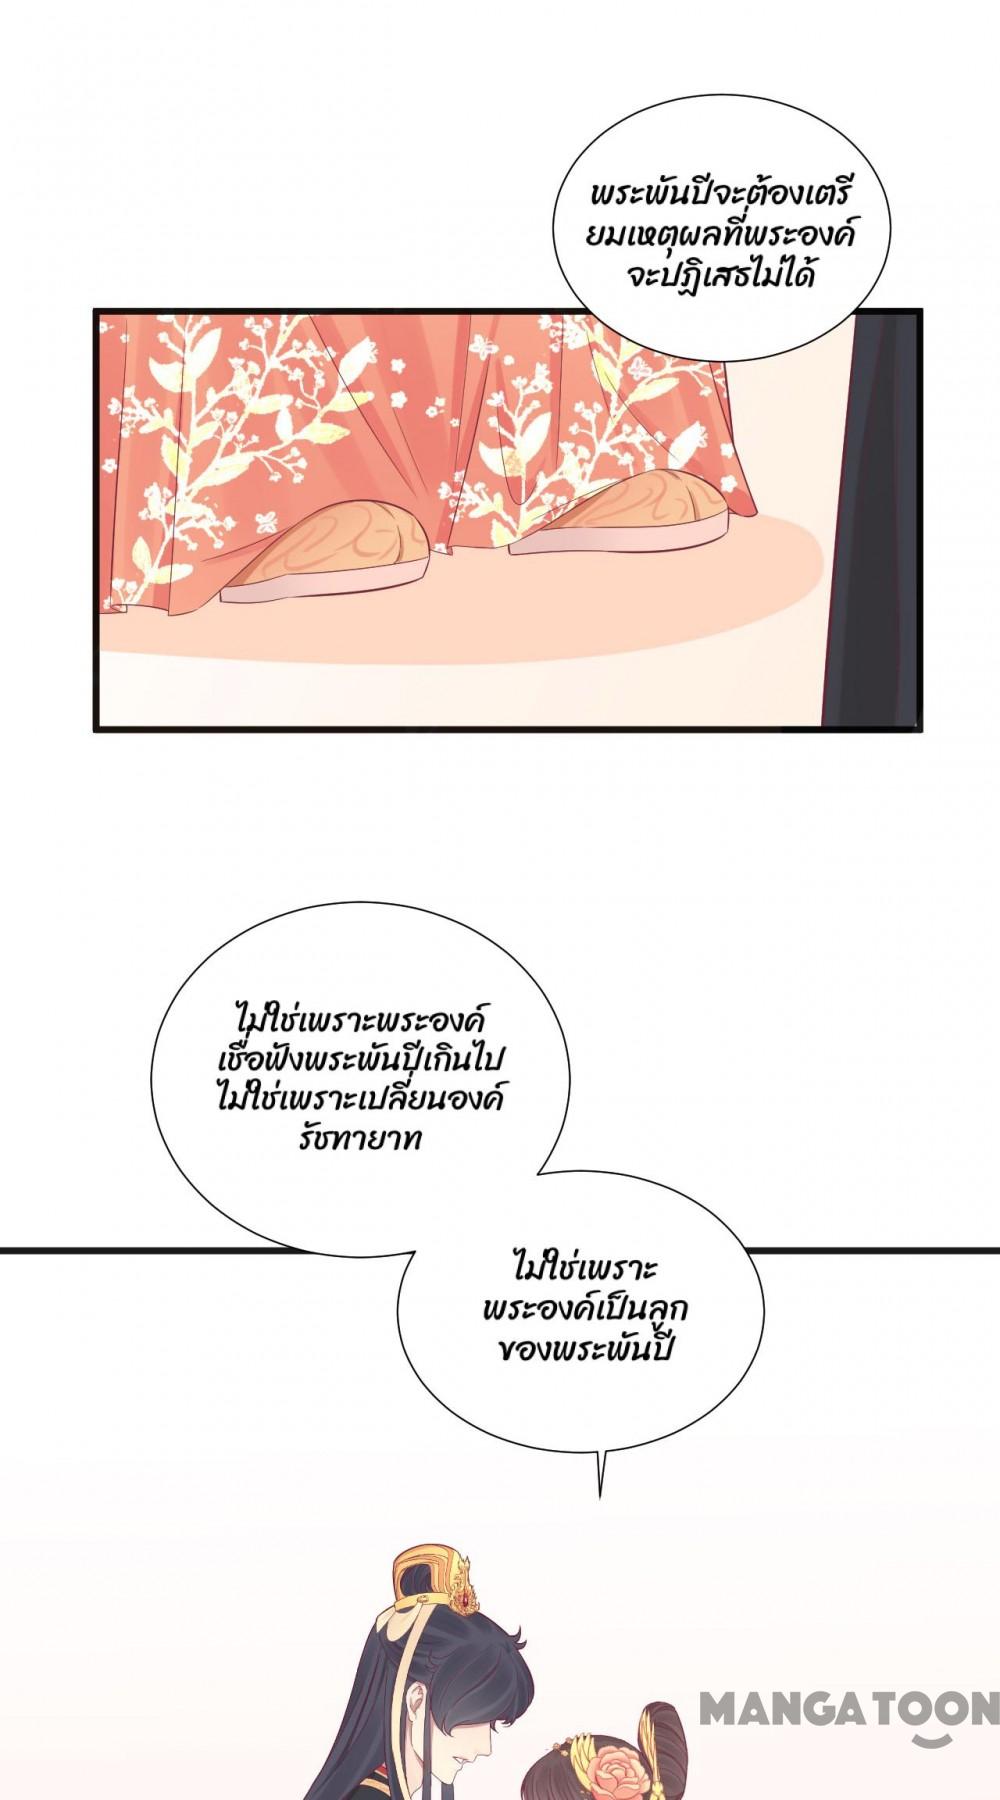 พระพันปีจะต้องเตรี
ยมเหตุผลที่พระองค์
จะปฏิเสธไม่ได้
ไม่ใช่เพราะพระองค์
เชื่อฟังพระพันปีเกินไป
ไม่ใช่เพราะเปลี่ยนองค์
รัชทายาท
ไม่ใช่เพราะ
พระองค์เป็นลูก
ของพระพันปี
MANGATOON